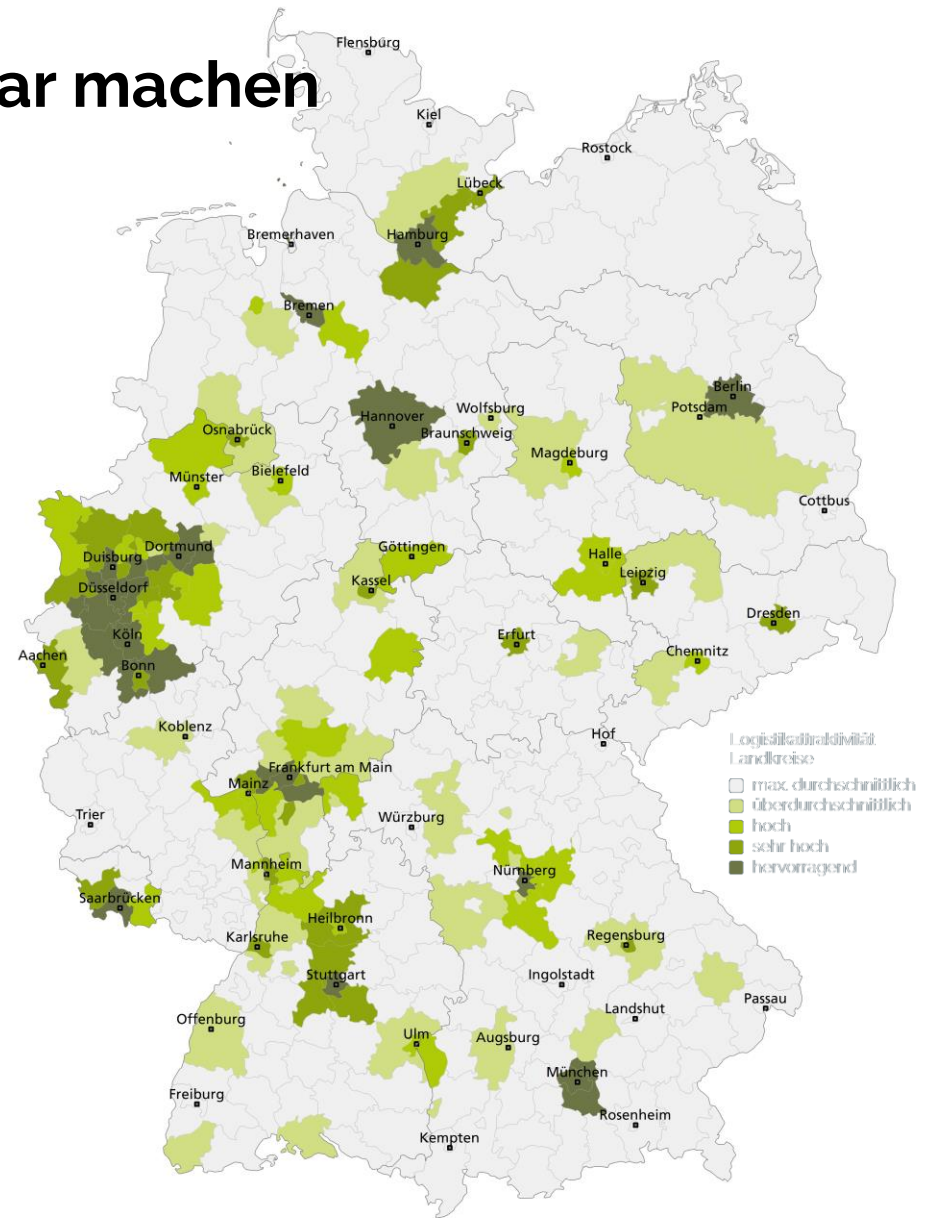 ar machen
Flensburg
Kiel
Rostock
Lübeck
Bremerhaven
Hamburg
Bremen
Berlin
Potsdam
Hannover
Wolfsburg
Braunschweig
Osnabrück
Magdeburg
Münster
Bielefeld
Cottbus
Duisburg
Dortmund
Göttingen
Halle
Leipzig
Düsseldorf
Kassel
Dresden
Köln
Erfurt
Aachen
Bonn
Chemnitz
Koblenz
Hof
Logistikattraktivität
Landkreise
max. durchschnittlich
überdurchschnittlich
hoch
sehr hoch
hervorragend
Frankfurt am Main
Mainz
Trier
Würzburg
Mannheim
Nürnberg
Saarbrücken
Heilbronn
Karlsruhe
Regensburg
Stuttgart
Ingolstadt
Passau
Landshut
Offenburg
Ulm
Augsburg
München
Freiburg
Rosenheim
Kempten